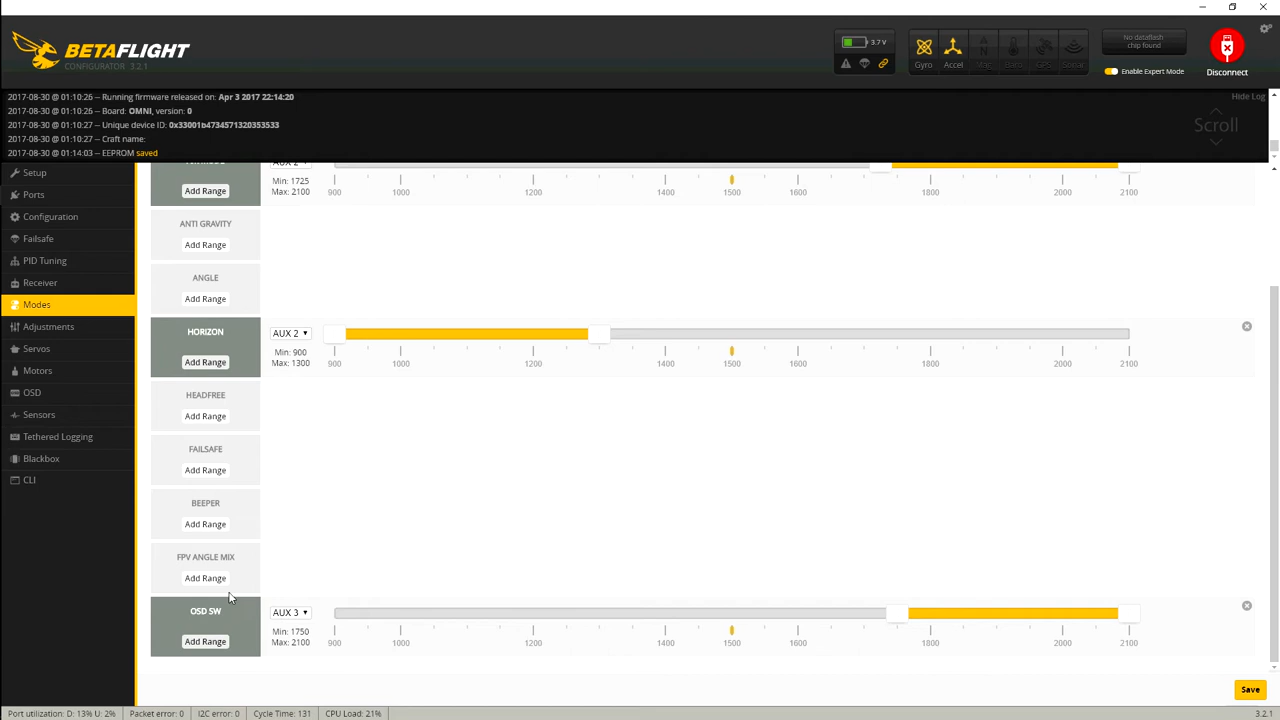 BETAFLIGHT
CONFIGURATOR 3.2.1
3.7 V
Gyro
Accel
Mag
Baro
GPS
Sonar
No dataflash
chip found
Enable Expert Mode
Disconnect
2017-08-30 @ 01:10:26 -- Running firmware released on: Apr 3 2017 22:14:20
2017-08-30 @ 01:10:26 -- Board: OMNI, version: 0
2017-08-30 @ 01:10:27 -- Unique device ID: 0x33001b4734571320353533
2017-08-30 @ 01:10:27 -- Craft name:
2017-08-30 @ 01:14:03 -- EEPROM saved
Hide Log
Scroll
Setup
Ports
Configuration
Failsafe
PID Tuning
Receiver
Modes
Adjustments
Servos
Motors
OSD
Sensors
Tethered Logging
Blackbox
CLI
Add Range
AUX 2
Min: 1725
Max: 2100
900 1000 1200 1400 1500 1600 1800 2000 2100
ANTI GRAVITY
Add Range
ANGLE
Add Range
HORIZON
Add Range
AUX 2
Min: 900
Max: 1300
900 1000 1200 1400 1500 1600 1800 2000 2100
HEADFREE
Add Range
FAILSAFE
Add Range
BEEPER
Add Range
FPV ANGLE MIX
Add Range
OSD SW
Add Range
AUX 3
Min: 1750
Max: 2100
900 1000 1200 1400 1500 1600 1800 2000 2100
Save
Port utilization: D: 13% U: 2% Packet error: 0 I2C error: 0 Cycle Time: 131 CPU Load: 21% 3.2.1